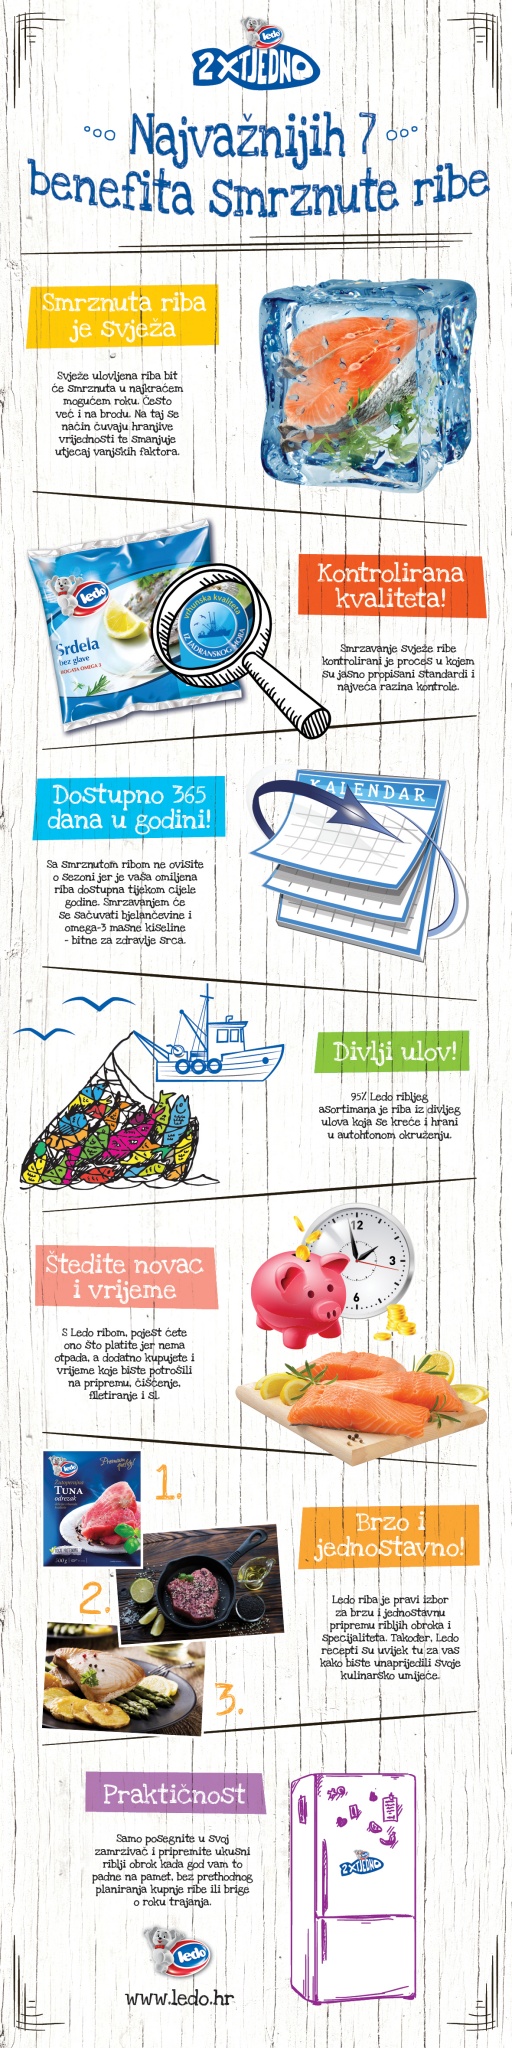 ledo
2XTJEDNO
Najvažnijih 7
benefita smrznute ribe
Smrznuta riba
je svježa
Svježe ulovljena riba bit
će smrznuta u najkraćem
mogućem roku. Često
već i na brodu. Na taj se
način čuvaju hranjive
vrijednosti te smanjuje
utjecaj vanjskih faktora.
ledo
Srdela
bez glave
BOGATA OMEGA 3
vrhunska kvaliteta
IZ JADRANSKOG MORA
Kontrolirana
kvaliteta!
Smrzavanje svježe ribe
kontrolirani je proces u kojem
su jasno propisani standardi i
najveća razina kontrole.
Dostupno 365
dana u godini!
Sa smrznutom ribom ne ovisite
o sezoni jer je vaša omiljena
riba dostupna tijekom cijele
godine. Smrzavanjem će
se sačuvati bjelančevine i
omega-3 masne kiseline
- bitne za zdravlje srca.
KALENDAR
Divlji ulov!
95% Ledo ribljeg
asortimana je riba iz divljeg
ulova koja se kreće i hrani
u autohtonom okruženju.
Štedite novac
i vrijeme
S Ledo ribom, pojest ćete
ono što platite jer nema
otpada, a dodatno kupujete i
vrijeme koje biste potrošili
na pripremu, čišćenje,
filetiranje i sl.
12
3
6
ledo
Premium quality!
TUNA
odrezak
1.
2.
3.
Brzo i
jednostavno!
Ledo riba je pravi izbor
za brzu i jednostavnu
pripremu ribljih obroka i
specijaliteta. Također, Ledo
recepti su uvijek tu za vas
kako biste unaprijedili svoje
kulinarsko umijeće.
Praktičnost
Samo posegnite u svoj
zamrzivač i pripremite ukusni
riblji obrok kada god vam to
padne na pamet, bez prethodnog
planiranja kupnje ribe ili brige
o roku trajanja.
2XTJEDNO
ledo
www.ledo.hr